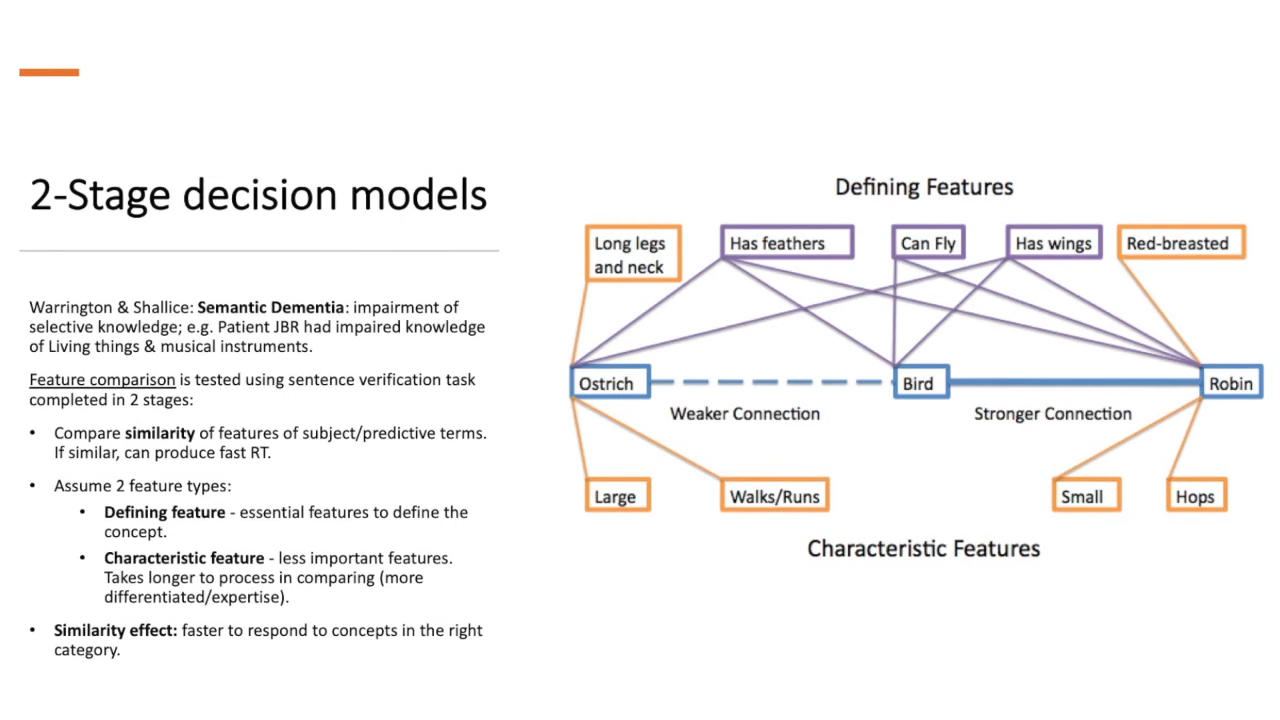 2-Stage decision models
Warrington & Shallice: Semantic Dementia: impairment of
selective knowledge; e.g. Patient JBR had impaired knowledge
of Living things & musical instruments.
Feature comparison is tested using sentence verification task
completed in 2 stages:
• Compare similarity of features of subject/predictive terms.
If similar, can produce fast RT.
• Assume 2 feature types:
• Defining feature - essential features to define the
concept.
• Characteristic feature - less important features.
Takes longer to process in comparing (more
differentiated/expertise).
• Similarity effect: faster to respond to concepts in the right
category.
Defining Features
Long legs
and neck
Has feathers
Can Fly
Has wings
Red-breasted
Ostrich
Bird
Robin
Weaker Connection
Stronger Connection
Large
Walks/Runs
Small
Hops
Characteristic Features